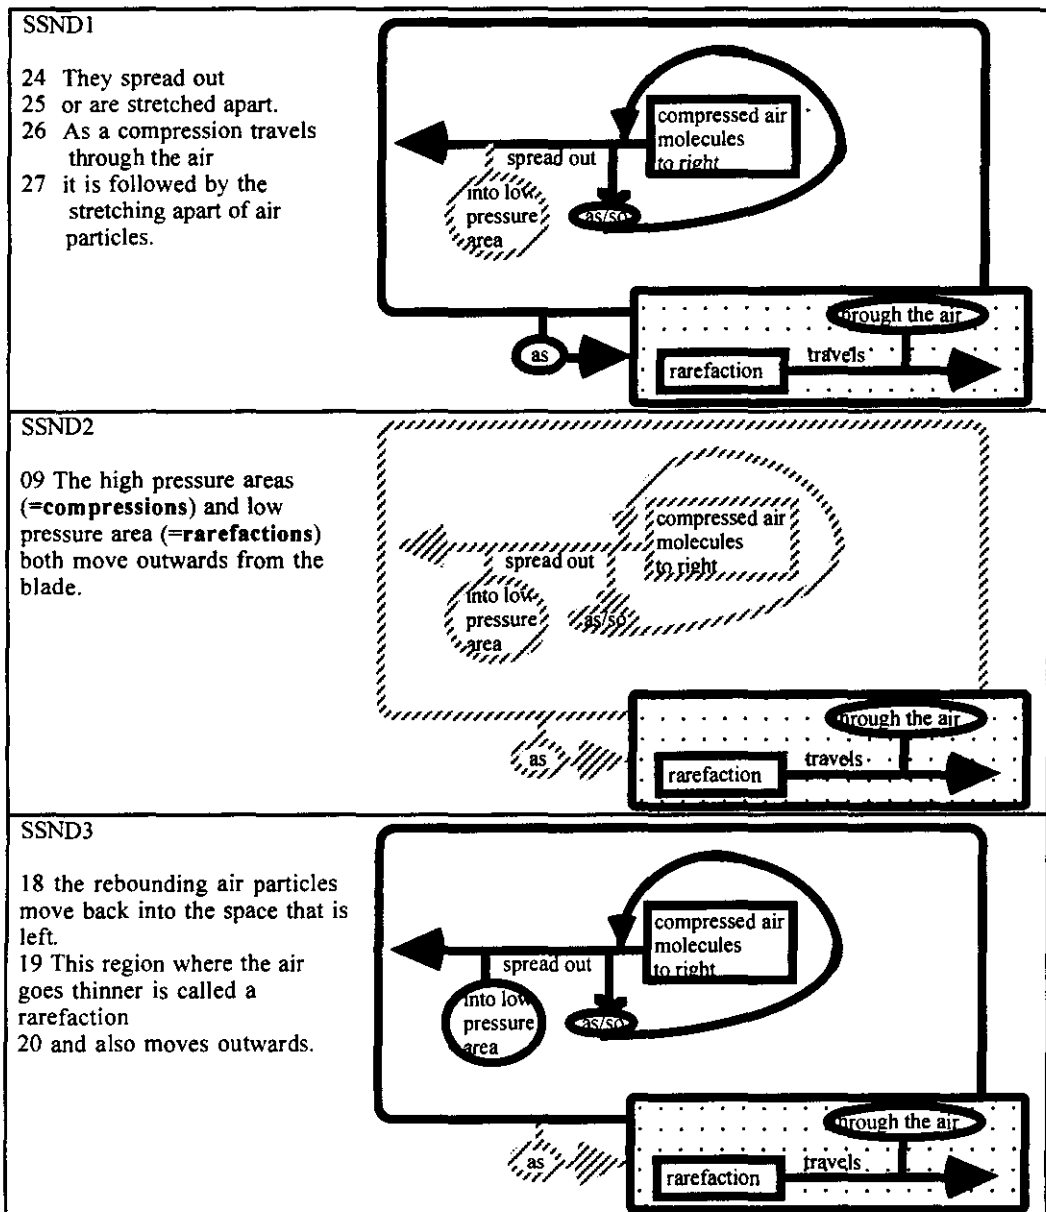 SSND1
24 They spread out
25 or are stretched apart.
26 As a compression travels
through the air
27 it is followed by the
stretching apart of air
particles.
compressed air
molecules
to right
spread out
into low
pressure
area
as/so
as
hrough the air
travels
rarefaction
SSND2
09 The high pressure areas
(=compressions) and low
pressure area (=rarefactions)
both move outwards from the
blade.
compressed air
molecules
to right
spread out
into low
pressure
area
as/so
as
hrough the air
travels
rarefaction
SSND3
18 the rebounding air particles
move back into the space that is
left.
19 This region where the air
goes thinner is called a
rarefaction
20 and also moves outwards.
compressed air
molecules
to right
spread out
into low
pressure
area
as/so
as
hrough the air
travels
rarefaction